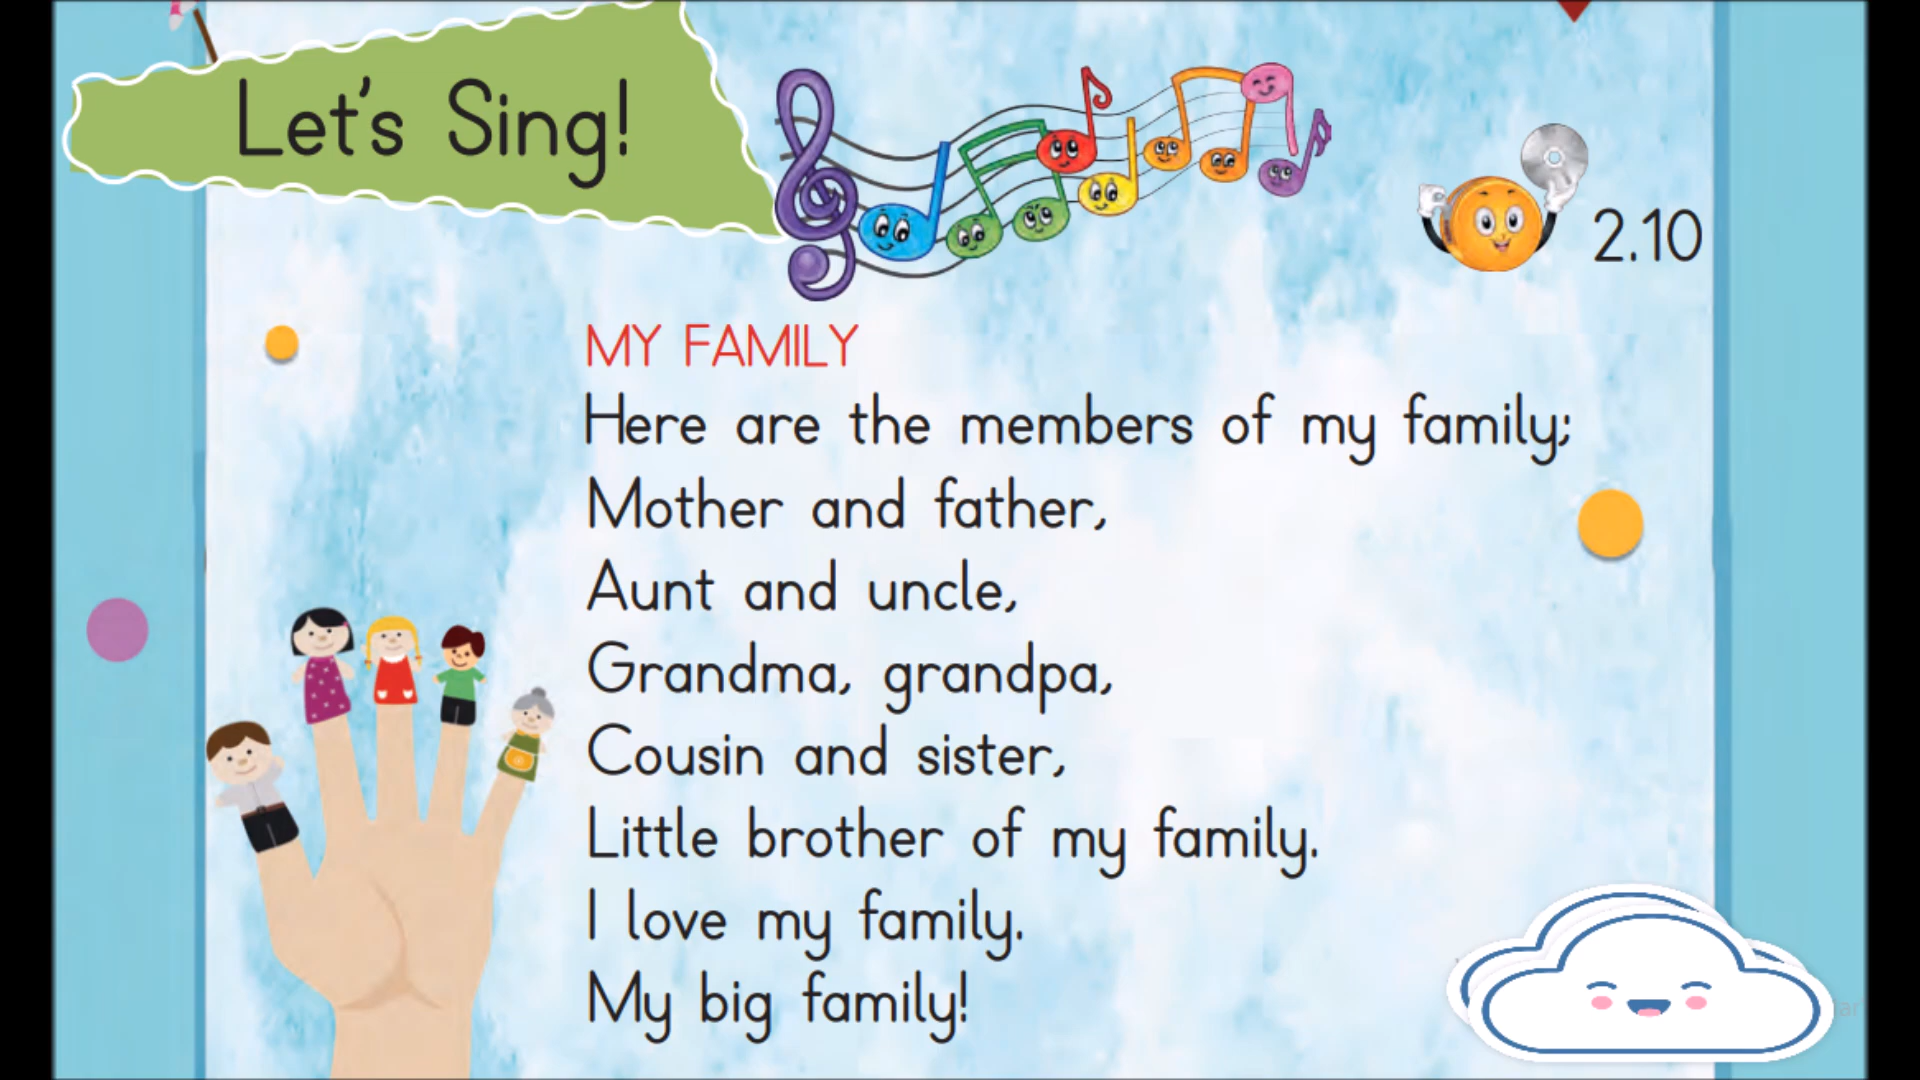 Let's Sing!
2.10
MY FAMILY
Here are the members of my family;
Mother and father,
Aunt and uncle,
Grandma, grandpa,
Cousin and sister,
Little brother of my family.
I love my family.
My big family!